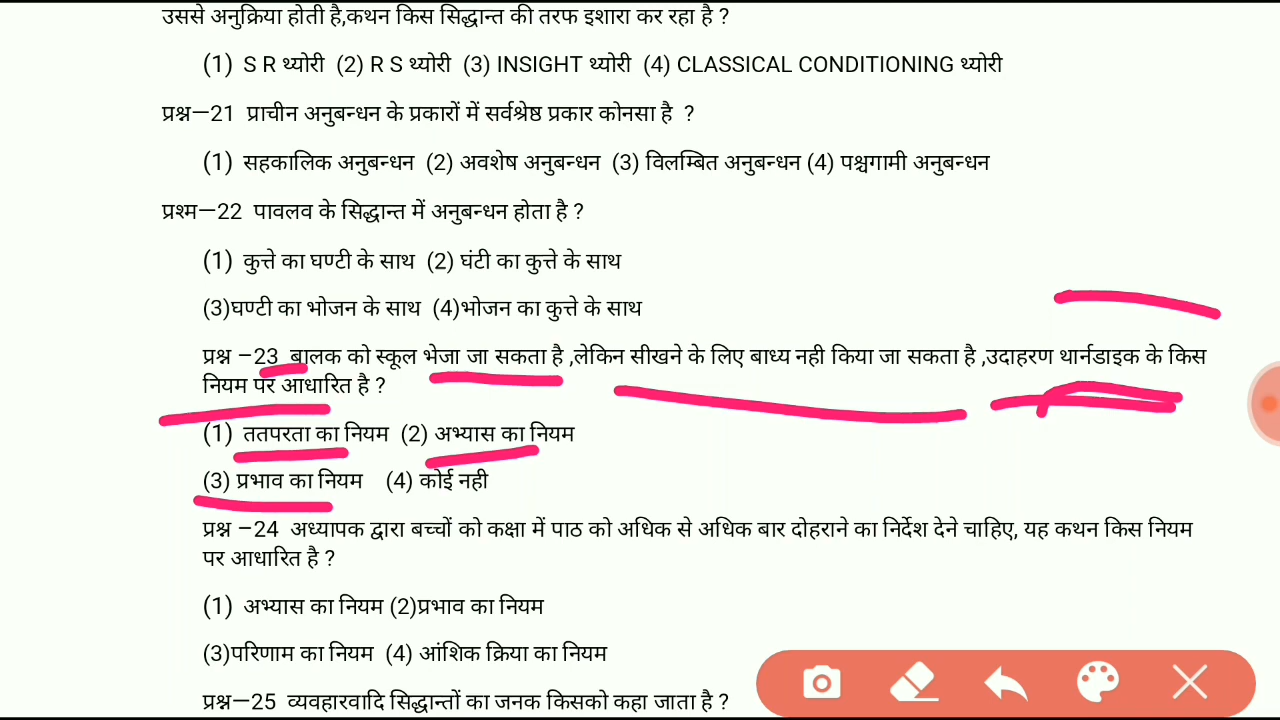 उससे अनुक्रिया होती है,कथन किस सिद्धान्त की तरफ इशारा कर रहा है ?
(1) S R थ्योरी (2) R S थ्योरी (3) INSIGHT थ्योरी (4) CLASSICAL CONDITIONING थ्योरी
प्रश्न—21 प्राचीन अनुबन्धन के प्रकारों में सर्वश्रेष्ठ प्रकार कोनसा है ?
(1) सहकालिक अनुबन्धन (2) अवशेष अनुबन्धन (3) विलम्बित अनुबन्धन (4) पश्चगामी अनुबन्धन
प्रश्म—22 पावलव के सिद्धान्त में अनुबन्धन होता है ?
(1) कुत्ते का घण्टी के साथ (2) घंटी का कुत्ते के साथ
(3)घण्टी का भोजन के साथ (4)भोजन का कुत्ते के साथ
प्रश्न –23 बालक को स्कूल भेजा जा सकता है ,लेकिन सीखने के लिए बाध्य नही किया जा सकता है ,उदाहरण थार्नडाइक के किस
नियम पर आधारित है ?
(1) ततपरता का नियम (2) अभ्यास का नियम
(3) प्रभाव का नियम (4) कोई नही
प्रश्न –24 अध्यापक द्वारा बच्चों को कक्षा में पाठ को अधिक से अधिक बार दोहराने का निर्देश देने चाहिए, यह कथन किस नियम
पर आधारित है ?
(1) अभ्यास का नियम (2)प्रभाव का नियम
(3)परिणाम का नियम (4) आंशिक क्रिया का नियम
प्रश्न—25 व्यवहारवादि सिद्धान्तों का जनक किसको कहा जाता है ?